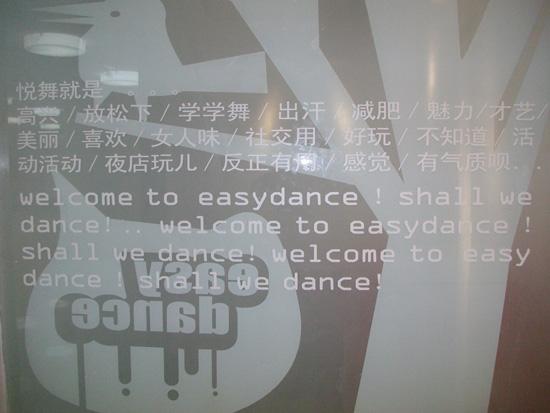 悦舞就是 。。。。
高兴 / 放松下 / 学学舞 / 出汗 / 减肥 / 魅力/才艺/
美丽 / 喜欢 / 女人味 / 社交用 / 好玩 / 不知道 / 活
动活动 / 夜店玩儿 / 反正有用 / 感觉 / 有气质呗...
welcome to easydance ! shall we
dance!.. welcome to easydance !
shall we dance! welcome to easy
dance ! shall we dance!
easy
dance